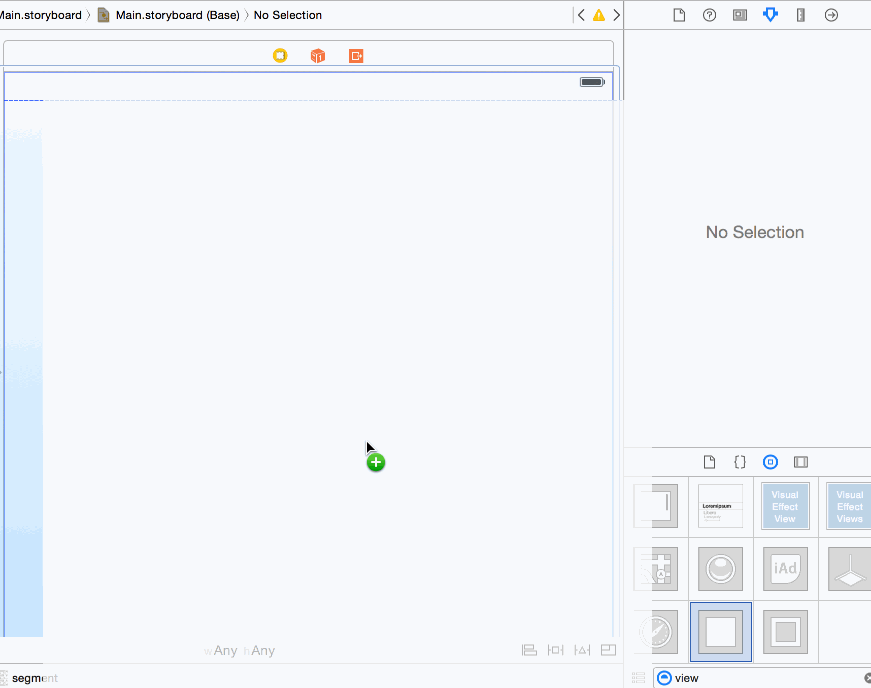 Main.storyboard 〉 Main.storyboard (Base) 〉 No Selection
No Selection
Lorem Ipsum
Visual
Effect
View
Visual
Effect
Views
iAd
wAny hAny
segment
view